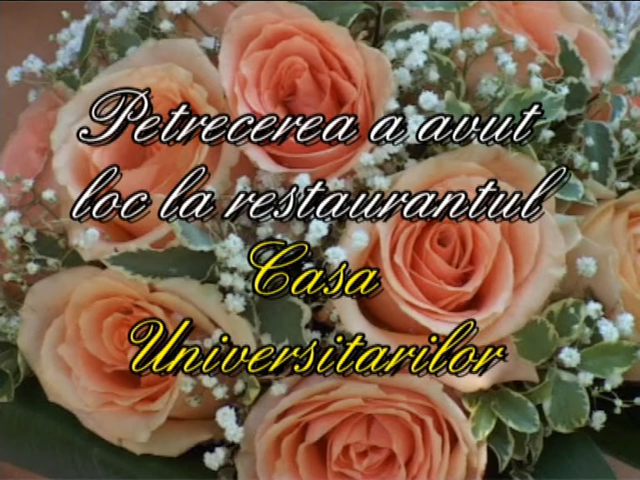 Petrecerea a avut
loc la restaurantul
Casa
Universitarilor